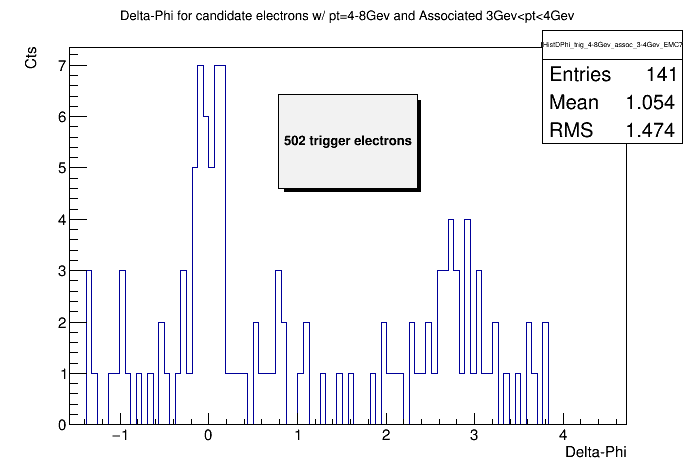 Delta-Phi for candidate electrons w/ pt=4-8Gev and Associated 3Gev<pt<4Gev
Cts
HistDPhi_trig_4-8Gev_assoc_3-4Gev_EMC7
Entries 141
Mean 1.054
RMS 1.474
502 trigger electrons
7
6
5
4
3
2
1
0
−1 0 1 2 3 4
Delta-Phi